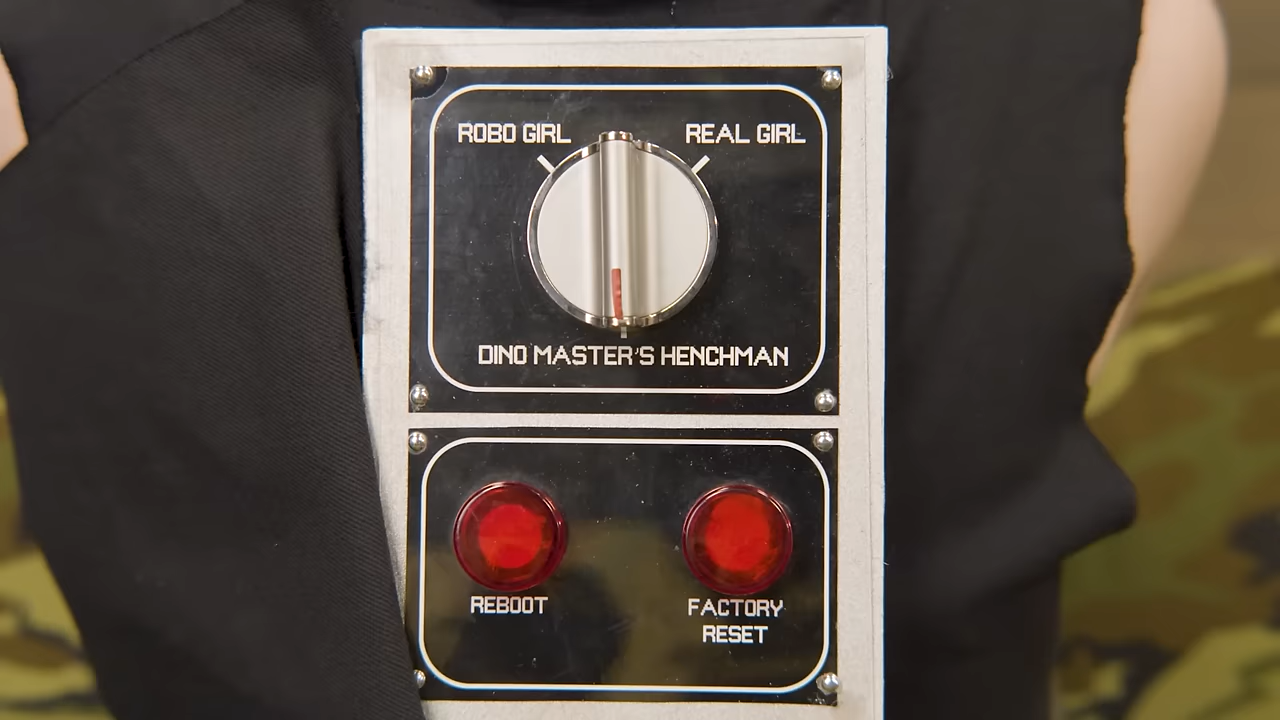 ROBO GIRL
REAL GIRL
DINO MASTER'S HENCHMAN
REBOOT
FACTORY
RESET